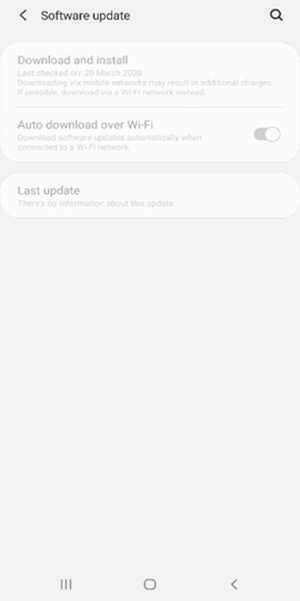 Software update
Download and install
Last checked on: 20 March 2020
Downloading via mobile networks may result in additional charges.
If possible, download via a Wi-Fi network instead.
Auto download over Wi-Fi
Download software updates automatically when
connected to a Wi-Fi network.
Last update
There's no information about this update.